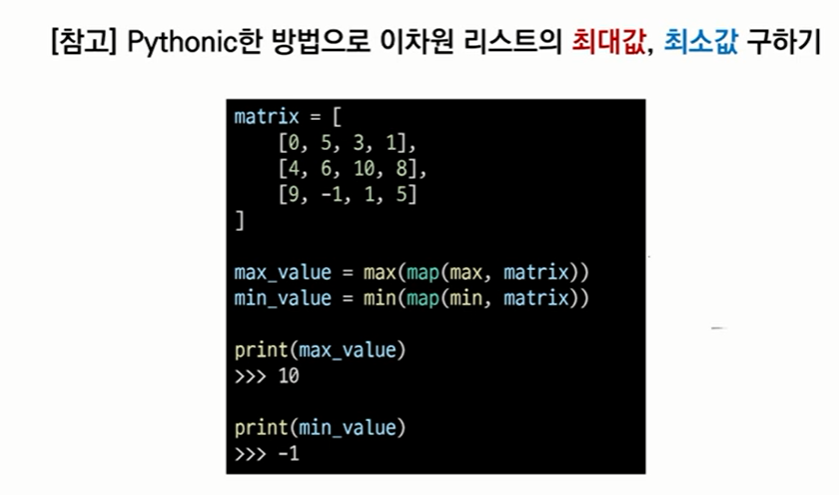 [참고] Pythonic한 방법으로 이차원 리스트의 최대값, 최소값 구하기
matrix = [
    [0, 5, 3, 1],
    [4, 6, 10, 8],
    [9, -1, 1, 5]
]
max_value = max(map(max, matrix))
min_value = min(map(min, matrix))
print(max_value)
>>> 10
print(min_value)
>>> -1